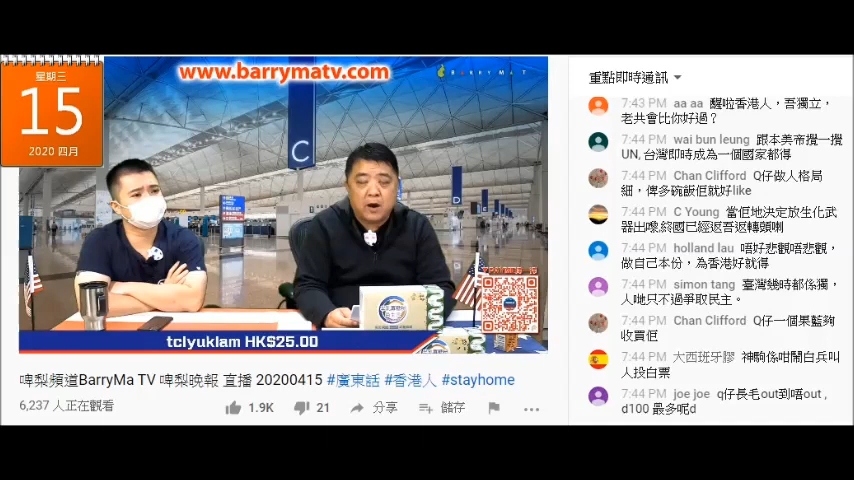 星期三
15
2020 四月
www.barrymatv.com
BARRYMAT
C
D
tclyuklam HK$25.00
啤梨頻道BarryMa TV 啤梨晚報 直播 20200415 #廣東話 #香港人 #stayhome
6,237 人正在觀看
1.9K
21
分享
儲存
重點即時通訊
7:43 PM aa aa 醒啦香港人，吾獨立，
老共會比你好過？
7:44 PM wai bun leung 跟本美帝攪一攪
UN, 台灣即時成為一個國家都得
7:44 PM Chan Clifford Q仔做人格局
細，俾多碗飯佢就好like
7:44 PM C Young 當佢地決定放生化武
器出嚟,終國已經返吾返轉頭喇
7:44 PM holland lau 唔好悲觀唔悲觀，
做自己本份，為香港好就得
7:44 PM simon tang 臺灣幾時都係獨，
人哋只不過爭取民主。
7:44 PM Chan Clifford Q仔一個果籃夠
收買佢
7:44 PM 大西班牙膠 神駒係咁鬧白兵叫
人投白票
7:44 PM joe joe q仔長毛out到唔out ,
d100 最多呢d